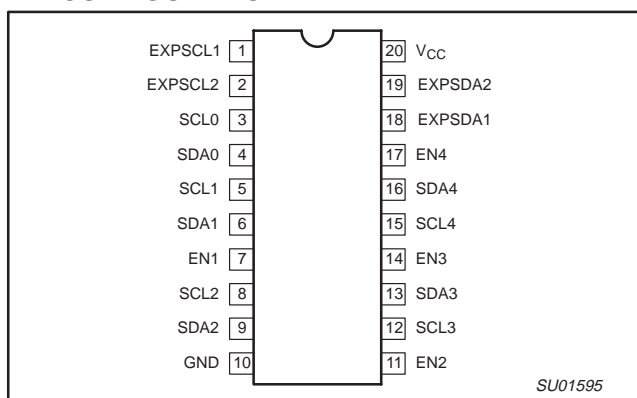 EXPSCL1 1 20 VCC
EXPSCL2 2 19 EXPSDA2
SCL0 3 18 EXPSDA1
SDA0 4 17 EN4
SCL1 5 16 SDA4
SDA1 6 15 SCL4
EN1 7 14 EN3
SCL2 8 13 SDA3
SDA2 9 12 SCL3
GND 10 11 EN2
SU01595